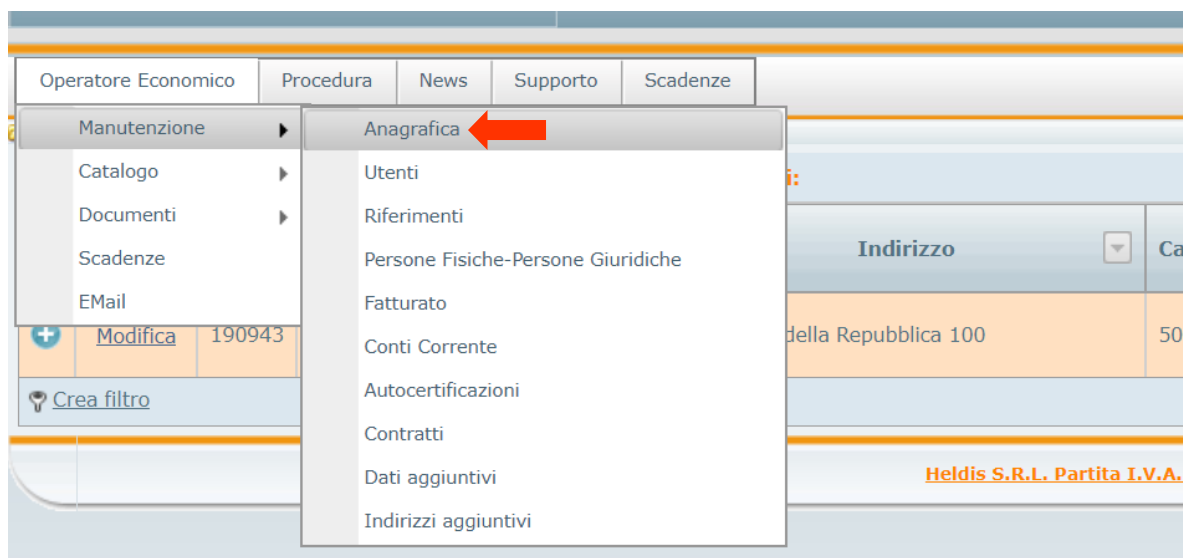 Operatore Economico Procedura News Supporto Scadenze
Manutenzione
Catalogo
Documenti
Scadenze
EMail
Anagrafica
Utenti
Riferimenti
Persone Fisiche-Persone Giuridiche
Fatturato
Conti Corrente
Autocertificazioni
Contratti
Dati aggiuntivi
Indirizzi aggiuntivi
i:
Indirizzo Ca
Modifica 190943 della Repubblica 100 50
Crea filtro
Heldis S.R.L. Partita I.V.A.